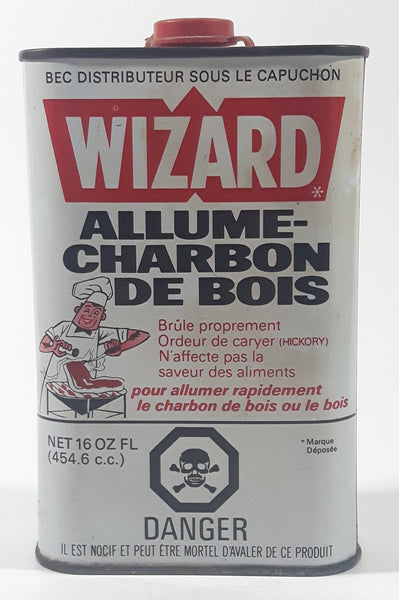 BEC DISTRIBUTEUR SOUS LE CAPUCHON
WIZARD
*
ALLUME-
CHARBON
DE BOIS
Brûle proprement
Ordeur de caryer (HICKORY)
N'affecte pas la
saveur des aliments
pour allumer rapidement
le charbon de bois ou le bois
NET 16 OZ FL
(454.6 c.c.)
* Marque
Déposée
DANGER
IL EST NOCIF ET PEUT ÉTRE MORTEL D'AVALER DE CE PRODUIT